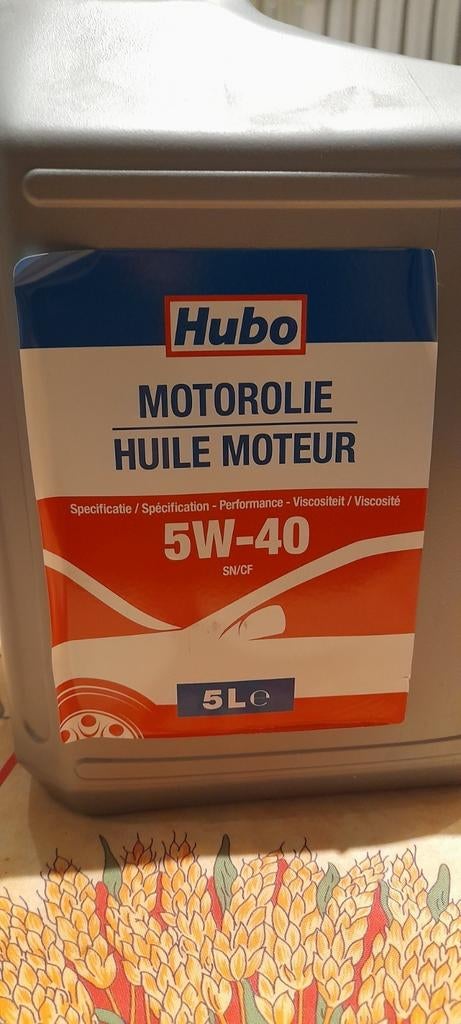 Hubo
MOTOROLIE
HUILE MOTEUR
Specificatie / Spécification - Performance - Viscositeit / Viscosité
5W-40
SN/CF
5L℮